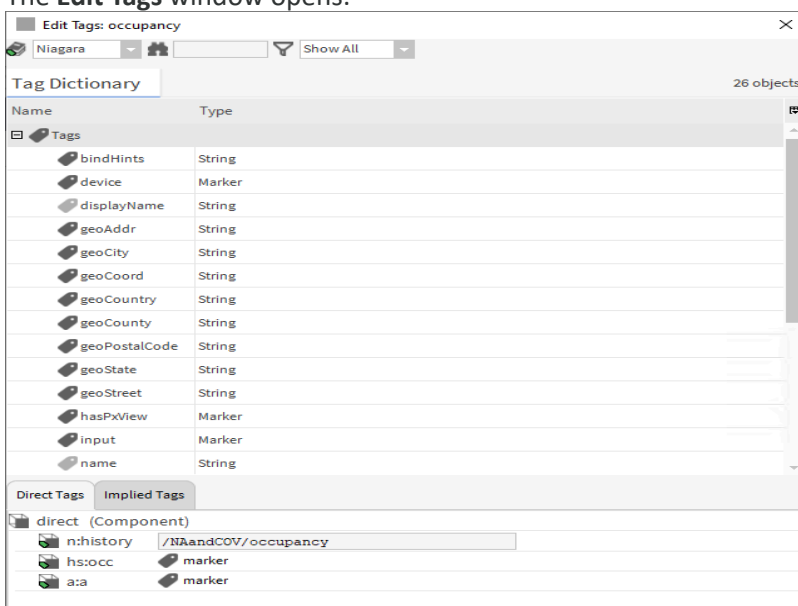 The Edit Tags window opens.
Edit Tags: occupancy
Niagara Show All
Tag Dictionary 26 objects
Name Type
Tags
bindHints String
device Marker
displayName String
geoAddr String
geoCity String
geoCoord String
geoCountry String
geoCounty String
geoPostalCode String
geoState String
geoStreet String
hasPxView Marker
input Marker
name String
Direct Tags Implied Tags
direct (Component)
n:history /NAandCOV/occupancy
hs:occ marker
a:a marker